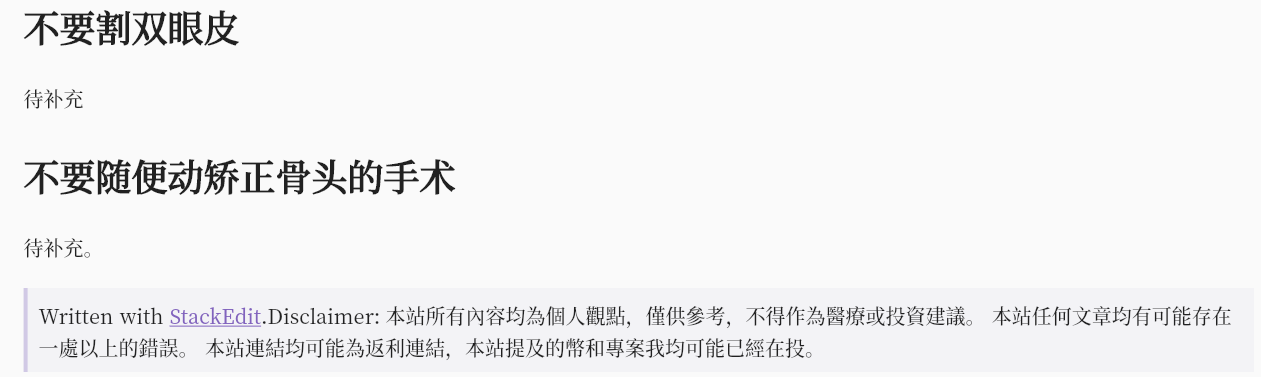 不要割双眼皮
待补充
不要随便动矫正骨头的手术
待补充。
Written with StackEdit.Disclaimer: 本站所有內容均為個人觀點，僅供參考，不得作為醫療或投資建議。 本站任何文章均有可能存在
一處以上的錯誤。 本站連結均可能為返利連結，本站提及的幣和專案我均可能已經在投。